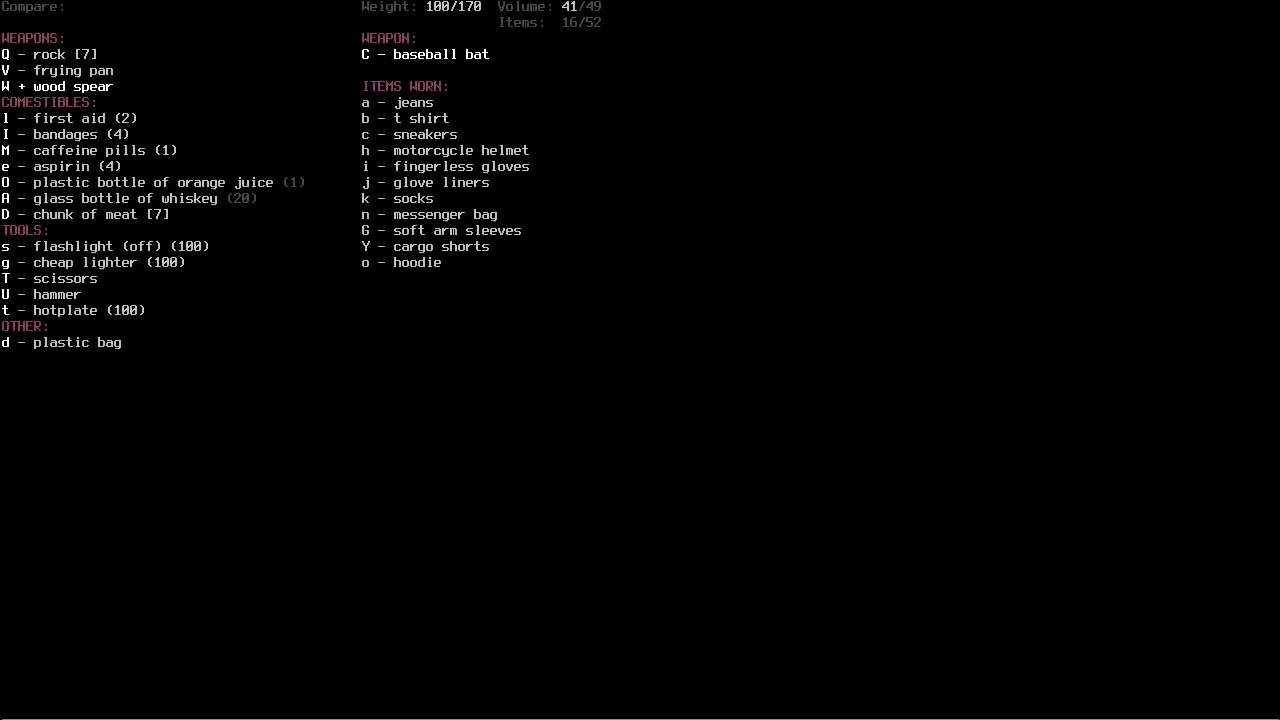 Compare:
Weight: 100/170  Volume: 41/49
Items:  16/52
WEAPONS:
Q - rock [7]
V - frying pan
W + wood spear
COMESTIBLES:
l - first aid (2)
I - bandages (4)
M - caffeine pills (1)
e - aspirin (4)
O - plastic bottle of orange juice (1)
A - glass bottle of whiskey (20)
D - chunk of meat [7]
TOOLS:
s - flashlight (off) (100)
g - cheap lighter (100)
T - scissors
U - hammer
t - hotplate (100)
OTHER:
d - plastic bag
WEAPON:
C - baseball bat
ITEMS WORN:
a - jeans
b - t shirt
c - sneakers
h - motorcycle helmet
i - fingerless gloves
j - glove liners
k - socks
n - messenger bag
G - soft arm sleeves
Y - cargo shorts
o - hoodie